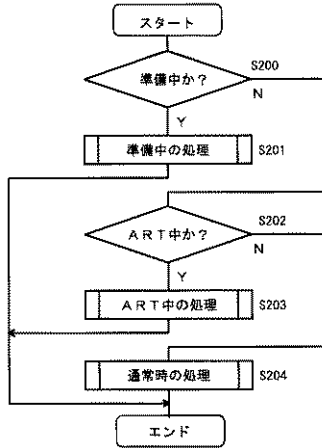 スタート
準備中か?
S200
N
Y
準備中の処理
S201
ART中か?
S202
N
Y
ART中の処理
S203
通常時の処理
S204
エンド